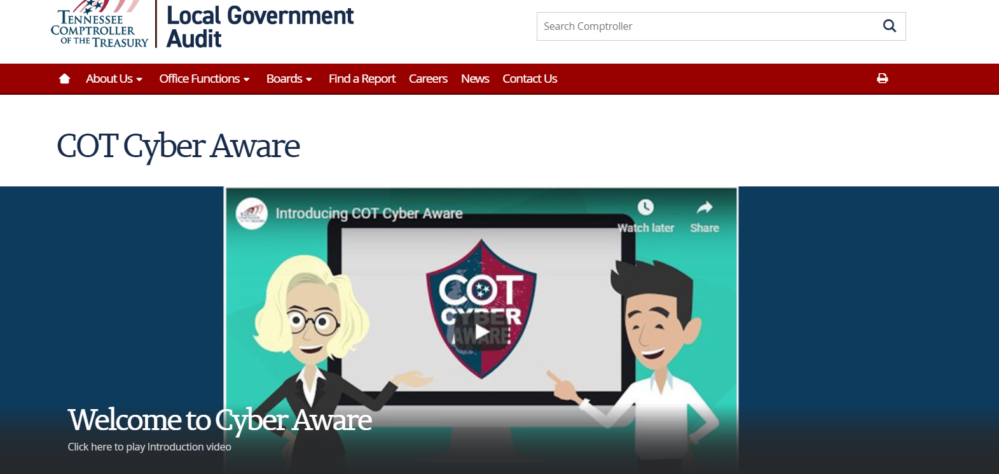 TENNESSEE
COMPTROLLER
OF THE TREASURY
Local Government
Audit
Search Comptroller
About Us
Office Functions
Boards
Find a Report
Careers
News
Contact Us
COT Cyber Aware
Introducing COT Cyber Aware
Watch later
Share
COT
CYBER
AWARE
Welcome to Cyber Aware
Click here to play Introduction video